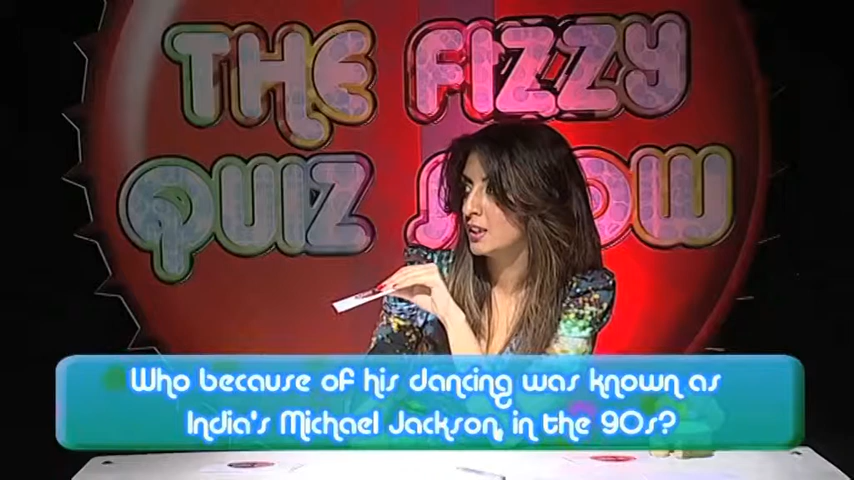 THE FIZZY
QUIZ SHOW
Who because of his dancing was known as
India's Michael Jackson, in the 90s?